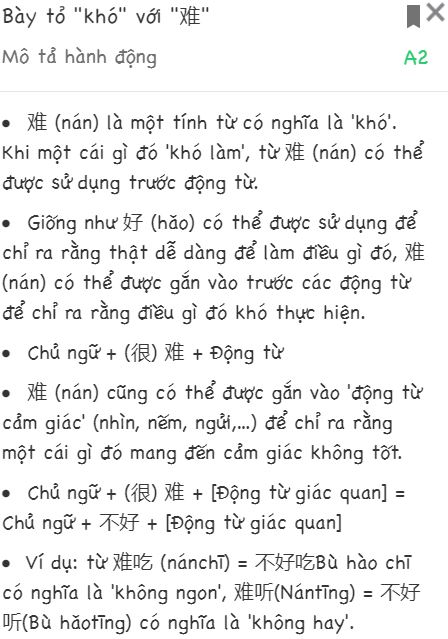 Bày tỏ "khó" với "难"
Mô tả hành động
A2
• 难 (nán) là một tính từ có nghĩa là 'khó'.
Khi một cái gì đó 'khó làm', từ 难 (nán) có thể
được sử dụng trước động từ.
• Giống như 好 (hǎo) có thể được sử dụng để
chỉ ra rằng thật dễ dàng để làm điều gì đó, 难
(nán) có thể được gắn vào trước các động từ
để chỉ ra rằng điều gì đó khó thực hiện.
• Chủ ngữ + (很) 难 + Động từ
• 难 (nán) cũng có thể được gắn vào 'động từ
cảm giác' (nhìn, nếm, ngửi,...) để chỉ ra rằng
một cái gì đó mang đến cảm giác không tốt.
• Chủ ngữ + (很) 难 + [Động từ giác quan] =
Chủ ngữ + 不好 + [Động từ giác quan]
• Ví dụ: từ 难吃 (nánchī) = 不好吃Bù hào chī
có nghĩa là 'không ngon', 难听(Nántīng) = 不好
听(Bù hǎotīng) có nghĩa là 'không hay'.